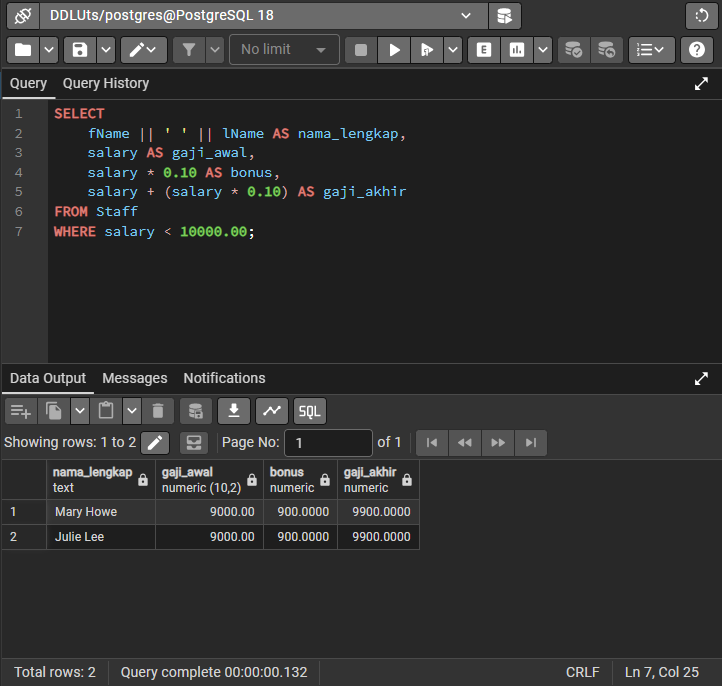 DDLUts/postgres@PostgreSQL 18
No limit
E
Query Query History
1 SELECT
2 fName || ' ' || lName AS nama_lengkap,
3 salary AS gaji_awal,
4 salary * 0.10 AS bonus,
5 salary + (salary * 0.10) AS gaji_akhir
6 FROM Staff
7 WHERE salary < 10000.00;
Data Output Messages Notifications
SQL
Showing rows: 1 to 2 Page No: 1 of 1
nama_lengkap gaji_awal bonus gaji_akhir
text numeric (10,2) numeric numeric
1 Mary Howe 9000.00 900.0000 9900.0000
2 Julie Lee 9000.00 900.0000 9900.0000
Total rows: 2 Query complete 00:00:00.132 CRLF Ln 7, Col 25